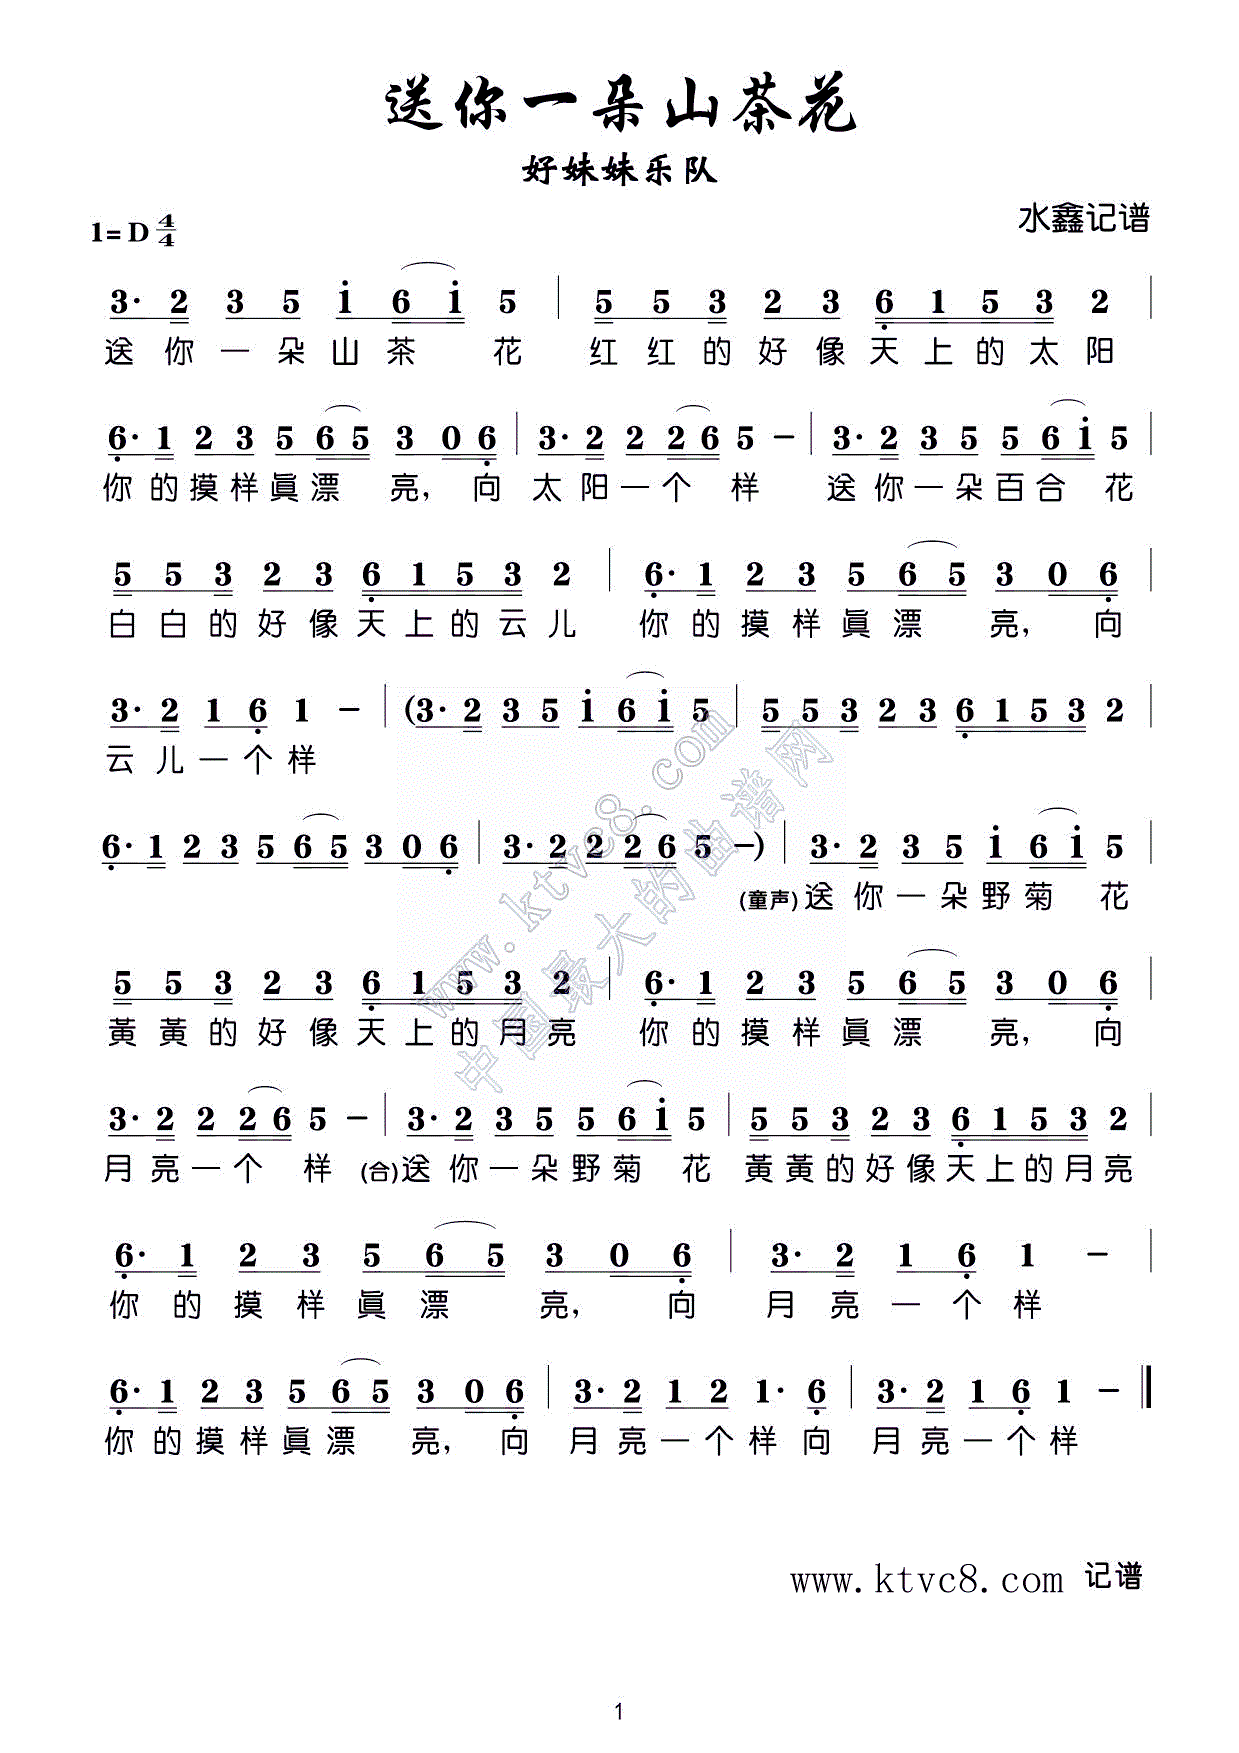 送你一朵山茶花
好妹妹乐队
1=D 4/4
水鑫记谱
3· 2 3 5 i 6 i 5 | 5 5 3 2 3 6 1 5 3 2 |
送你一朵山茶 花 红红的好像天上的太阳
6· 1 2 3 5 6 5 3 0 6 | 3· 2 2 2 6 5 – | 3· 2 3 5 5 6 i 5 |
你的摸样眞漂 亮，向 太阳一个 样 送你一朵百合 花
5 5 3 2 3 6 1 5 3 2 | 6· 1 2 3 5 6 5 3 0 6 |
白白的好像天上的云儿 你的摸样眞漂 亮，向
3· 2 1 6 1 – | (3· 2 3 5 i 6 i 5 | 5 5 3 2 3 6 1 5 3 2 |
云儿一个样
6· 1 2 3 5 6 5 3 0 6 | 3· 2 2 2 6 5 –) | 3· 2 3 5 i 6 i 5 |
(童声)送你一朵野菊 花
5 5 3 2 3 6 1 5 3 2 | 6· 1 2 3 5 6 5 3 0 6 |
黃黃的好像天上的月亮 你的摸样眞漂 亮，向
3· 2 2 2 6 5 – | 3· 2 3 5 5 6 i 5 | 5 5 3 2 3 6 1 5 3 2 |
月亮一个 样 (合)送你一朵野菊 花 黃黃的好像天上的月亮
6· 1 2 3 5 6 5 3 0 6 | 3· 2 1 6 1 – |
你的摸样眞漂 亮，向 月亮一个样
6· 1 2 3 5 6 5 3 0 6 | 3· 2 1 2 1· 6 | 3· 2 1 6 1 – ‖
你的摸样眞漂 亮，向 月亮一个样向 月亮一个样
www.ktvc8.com
中国最大的曲谱网
www.ktvc8.com 记谱
1